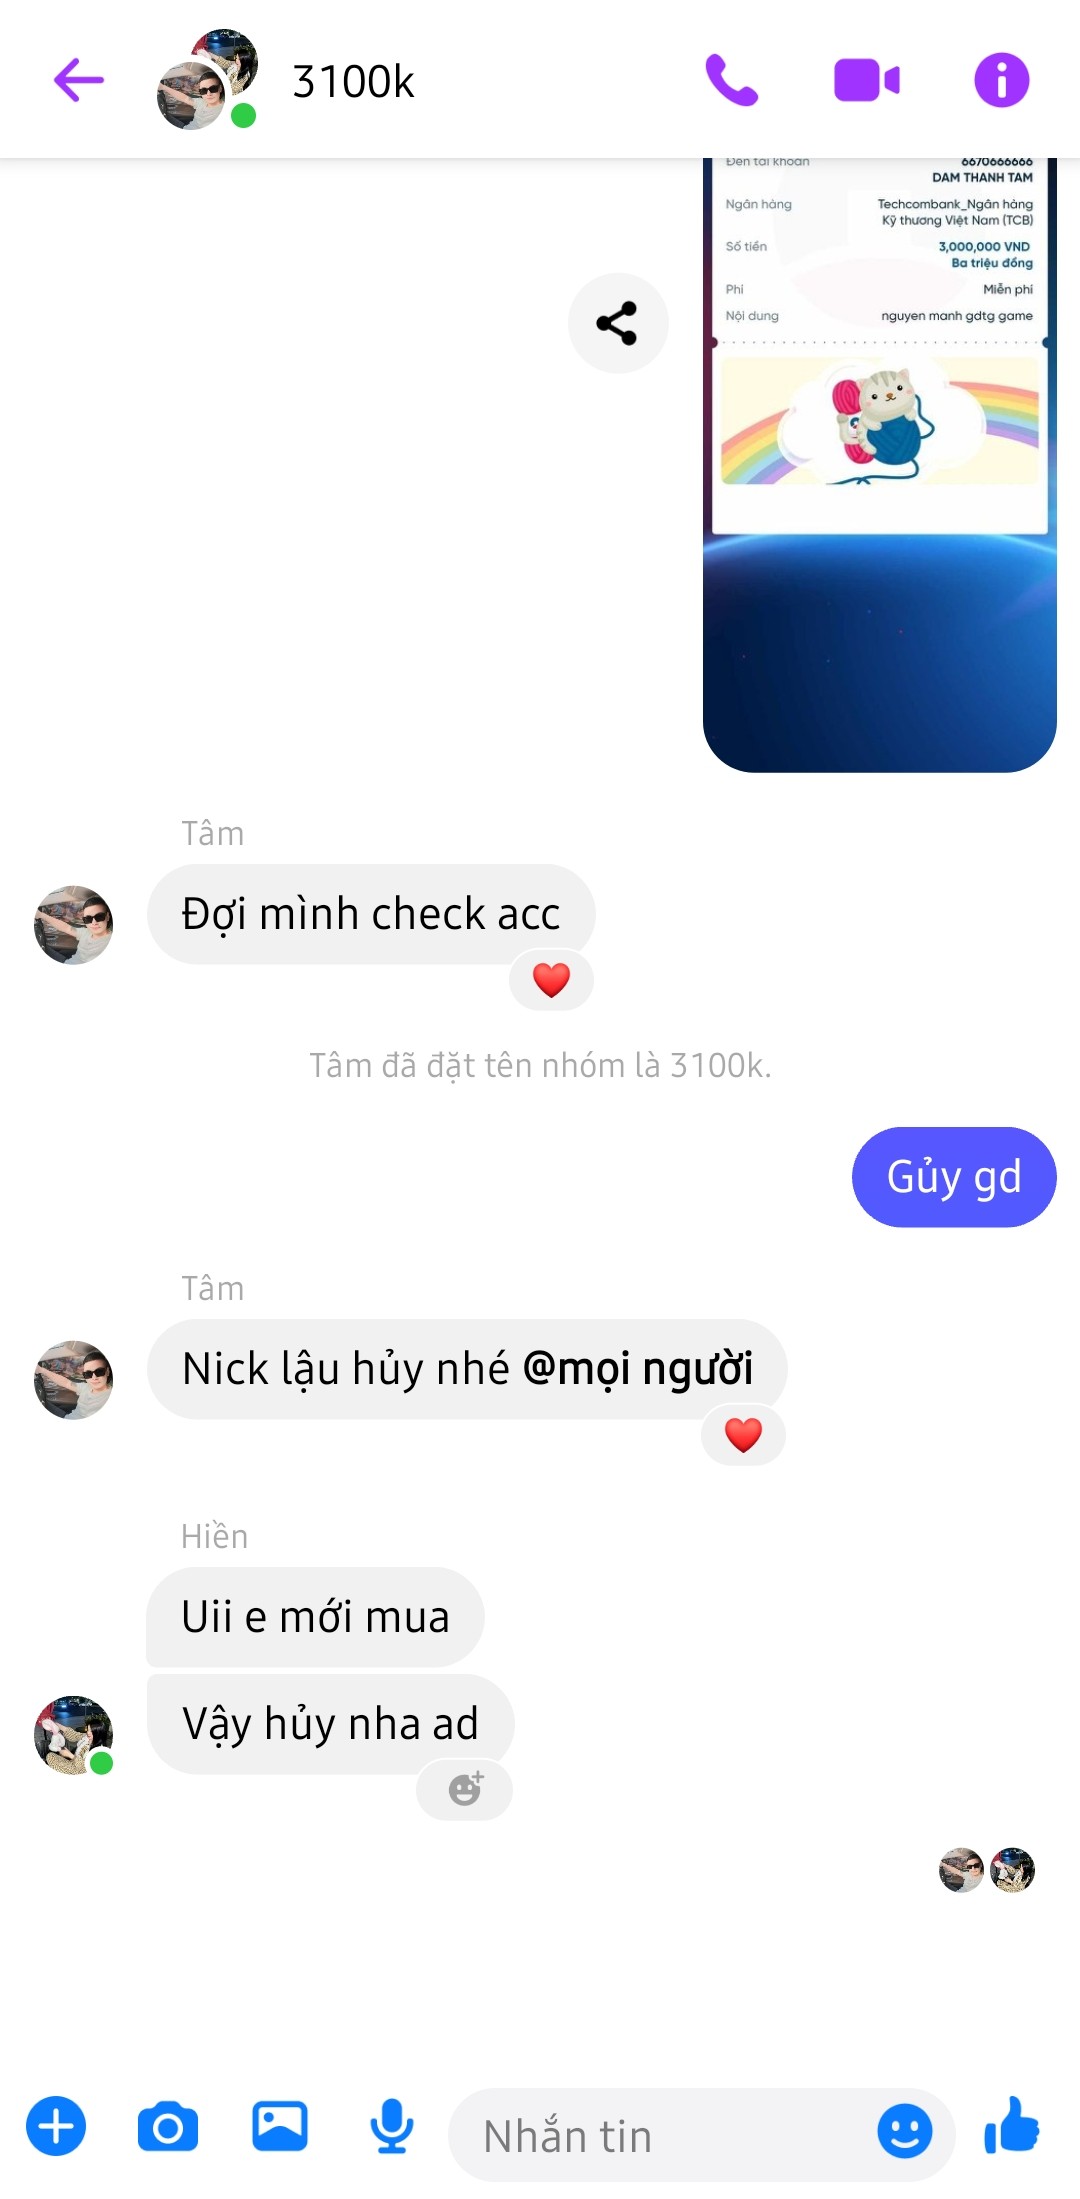 3100k
Đến tài khoản
6670666666
DAM THANH TAM
Ngân hàng
Techcombank_Ngân hàng
Kỹ thương Việt Nam (TCB)
Số tiền
3,000,000 VND
Ba triệu đồng
Phí
Miễn phí
Nội dung
nguyen manh gdtg game
Tâm
Đợi mình check acc
Tâm đã đặt tên nhóm là 3100k.
Gủy gd
Tâm
Nick lậu hủy nhé @mọi người
Hiền
Uii e mới mua
Vậy hủy nha ad
Nhắn tin